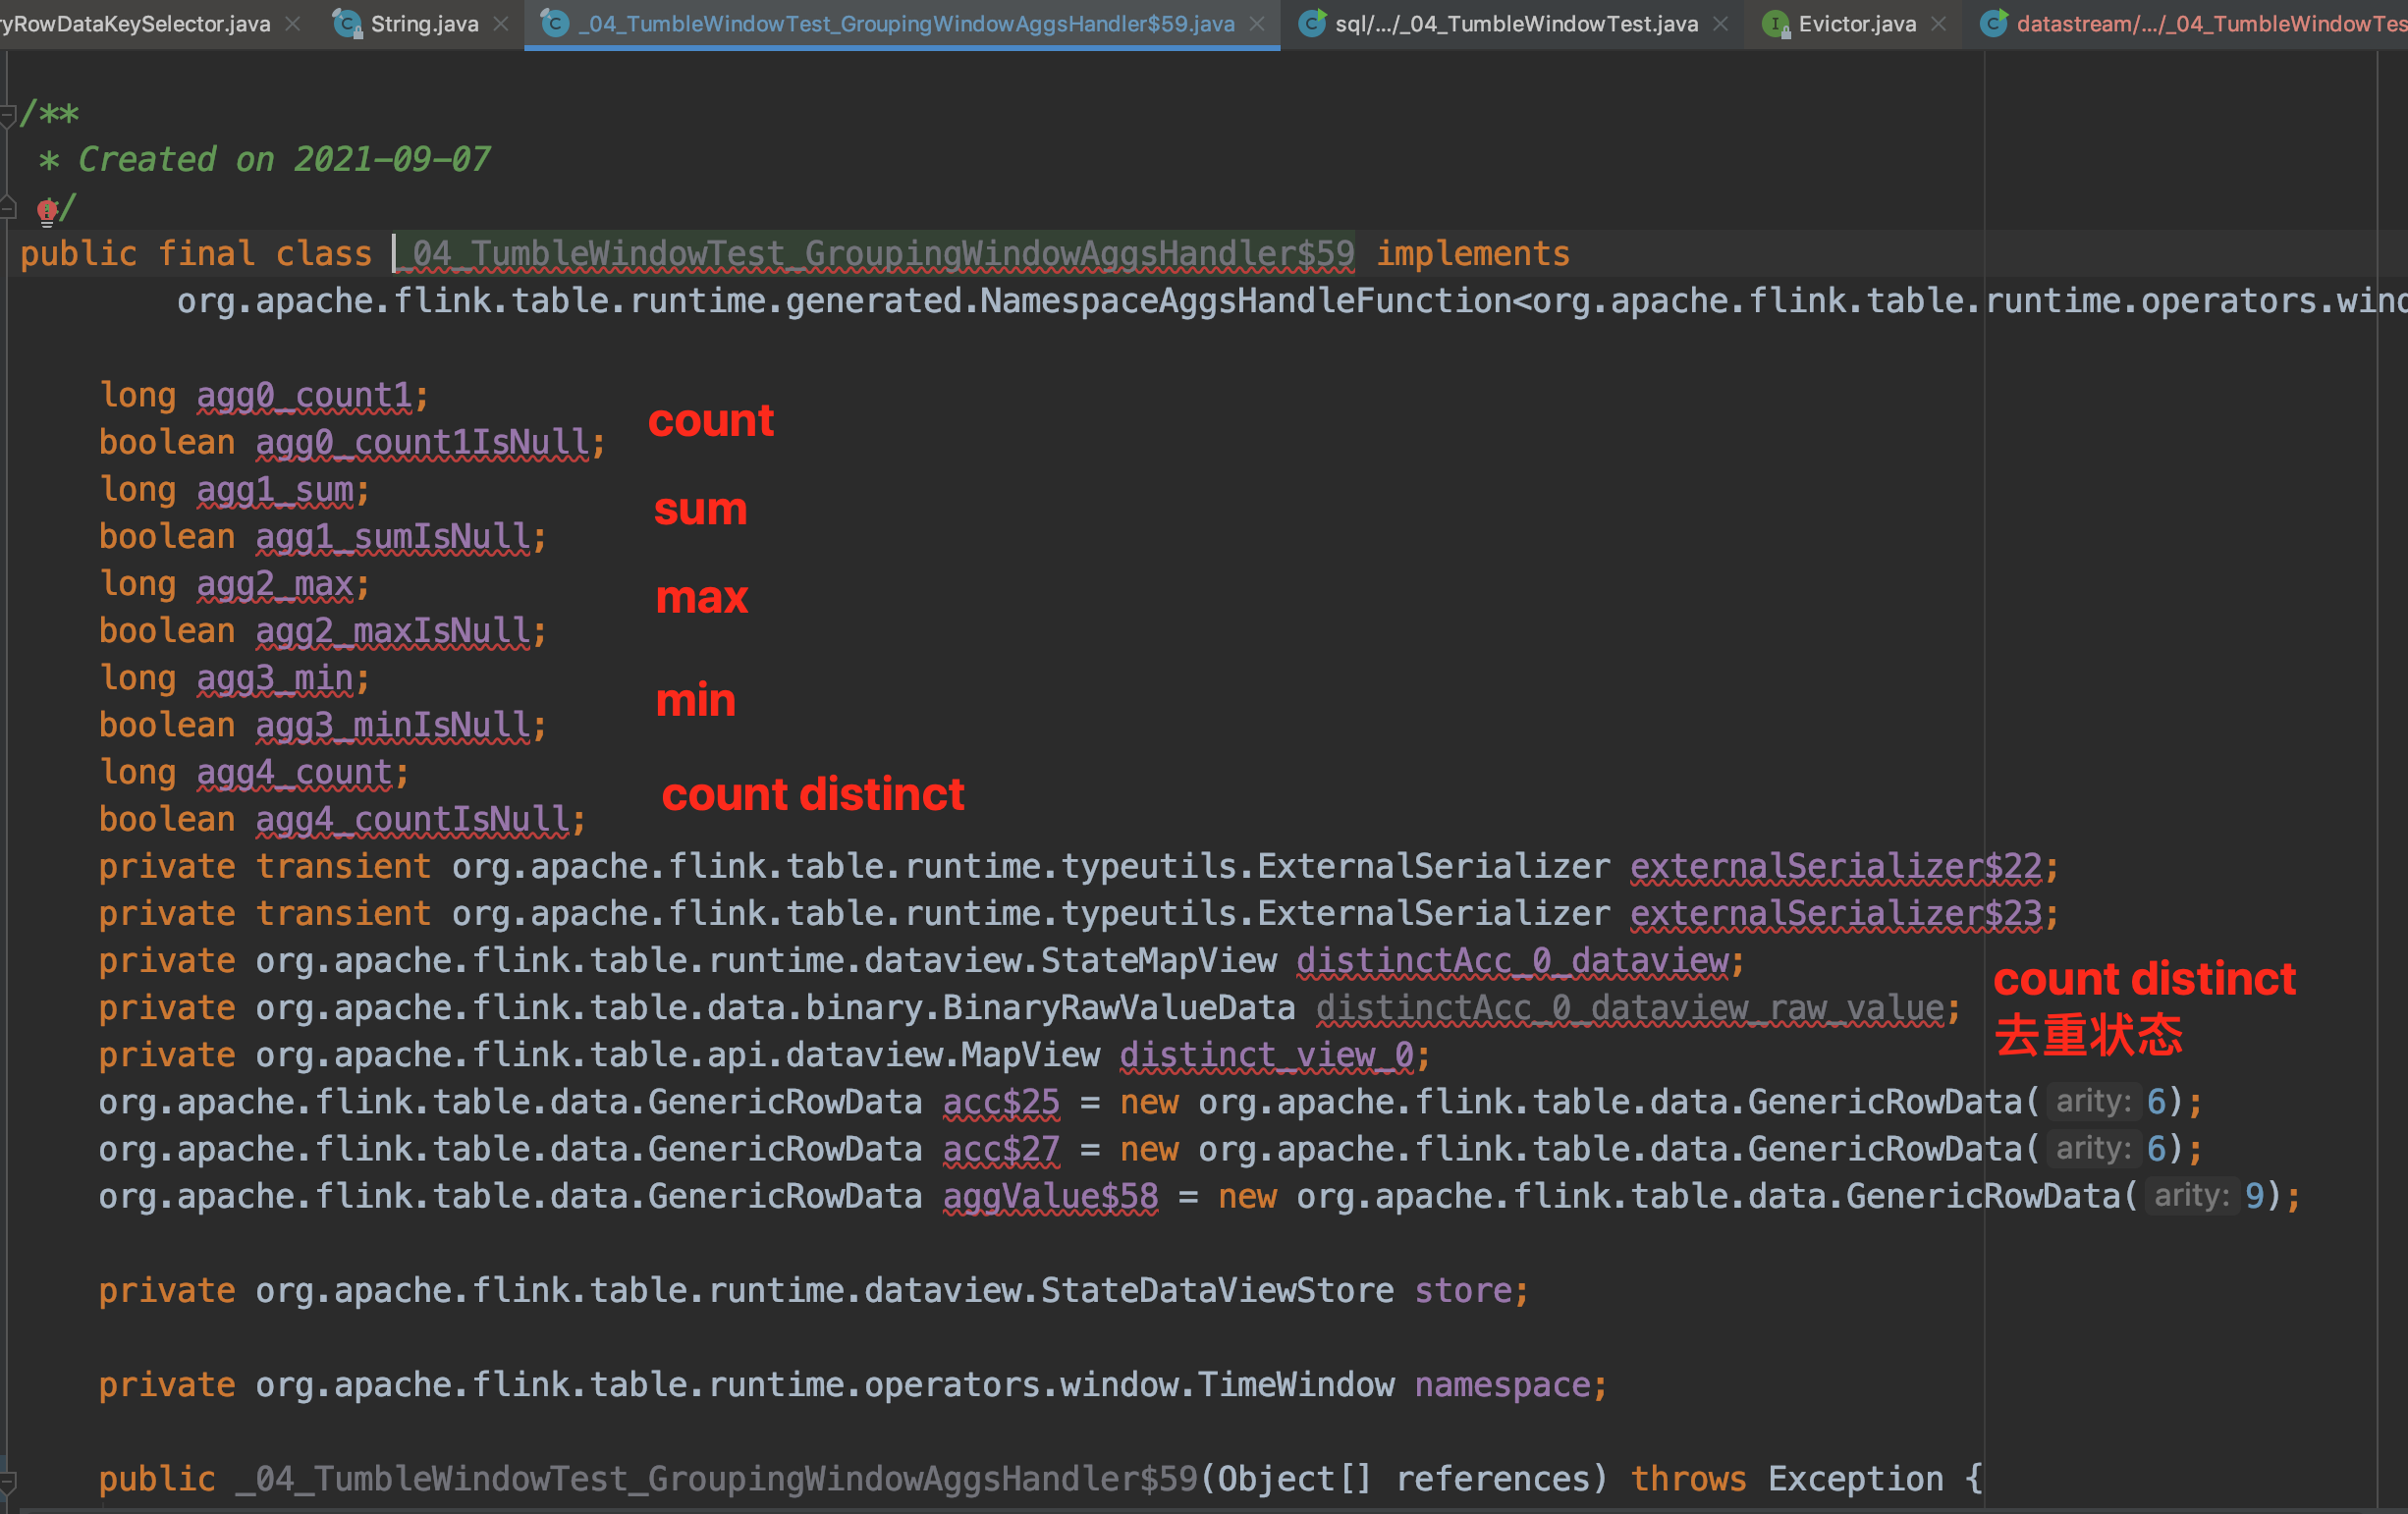 yRowDataKeySelector.java String.java _04_TumbleWindowTest_GroupingWindowAggsHandler$59.java sql/.../_04_TumbleWindowTest.java Evictor.java datastream/.../_04_TumbleWindowTes
/**
* Created on 2021-09-07
*/
public final class _04_TumbleWindowTest_GroupingWindowAggsHandler$59 implements
org.apache.flink.table.runtime.generated.NamespaceAggsHandleFunction<org.apache.flink.table.runtime.operators.wind
long agg0_count1;
count
boolean agg0_count1IsNull;
long agg1_sum;
sum
boolean agg1_sumIsNull;
long agg2_max;
max
boolean agg2_maxIsNull;
long agg3_min;
min
boolean agg3_minIsNull;
long agg4_count;
count distinct
boolean agg4_countIsNull;
private transient org.apache.flink.table.runtime.typeutils.ExternalSerializer externalSerializer$22;
private transient org.apache.flink.table.runtime.typeutils.ExternalSerializer externalSerializer$23;
private org.apache.flink.table.runtime.dataview.StateMapView distinctAcc_0_dataview;
count distinct
private org.apache.flink.table.data.binary.BinaryRawValueData distinctAcc_0_dataview_raw_value;
去重状态
private org.apache.flink.table.api.dataview.MapView distinct_view_0;
org.apache.flink.table.data.GenericRowData acc$25 = new org.apache.flink.table.data.GenericRowData( arity: 6);
org.apache.flink.table.data.GenericRowData acc$27 = new org.apache.flink.table.data.GenericRowData( arity: 6);
org.apache.flink.table.data.GenericRowData aggValue$58 = new org.apache.flink.table.data.GenericRowData( arity: 9);
private org.apache.flink.table.runtime.dataview.StateDataViewStore store;
private org.apache.flink.table.runtime.operators.window.TimeWindow namespace;
public _04_TumbleWindowTest_GroupingWindowAggsHandler$59(Object[] references) throws Exception {